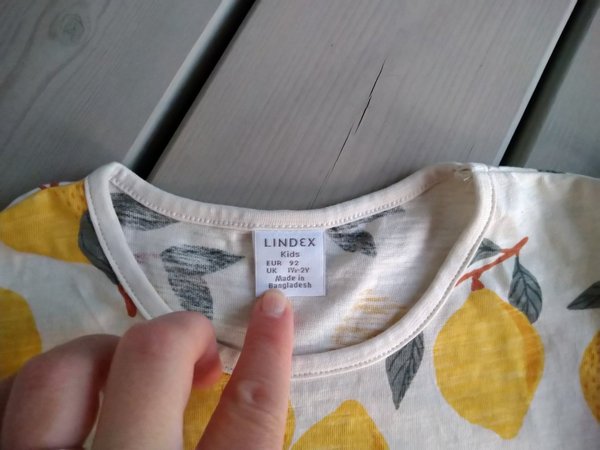 LINDEX
Kids
EUR 92
UK 1½-2Y
Made in
Bangladesh